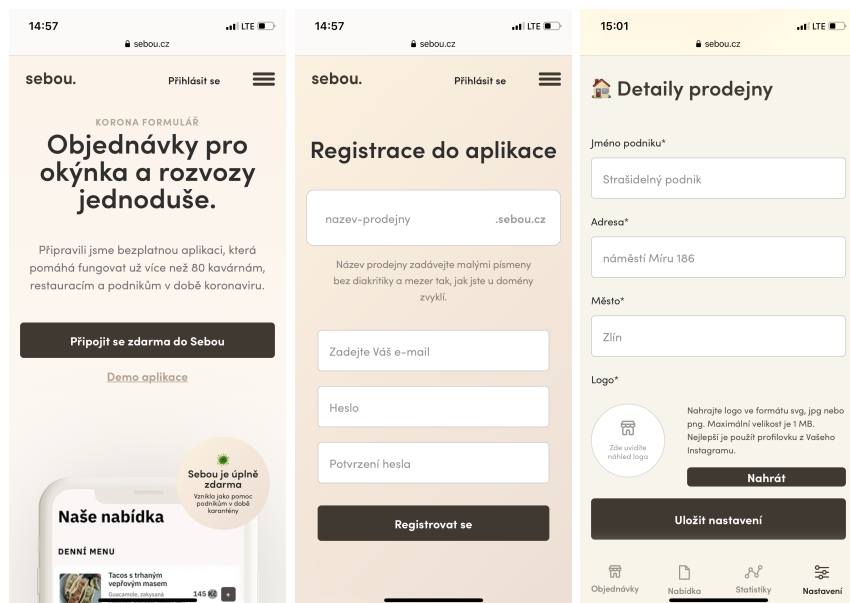 14:57
LTE
sebou.cz
sebou.
Přihlásit se
KORONA FORMULÁŘ
Objednávky pro
okýnka a rozvozy
jednoduše.
Připravili jsme bezplatnou aplikaci, která
pomáhá fungovat už více než 80 kavárnám,
restauracím a podnikům v době koronaviru.
Připojit se zdarma do Sebou
Demo aplikace
Sebou je úplně
zdarma
Vzniklo jako pomoc
podnikům v době
karantény
Naše nabídka
DENNÍ MENU
Tacos s trhaným
vepřovým masem
Guacamole, zakysaná
145 Kč +
14:57
LTE
sebou.cz
sebou.
Přihlásit se
Registrace do aplikace
nazev-prodejny
.sebou.cz
Název prodejny zadávejte malými písmeny
bez diakritiky a mezer tak, jak jste u domény
zvyklí.
Zadejte Váš e-mail
Heslo
Potvrzení hesla
Registrovat se
15:01
LTE
sebou.cz
Detaily prodejny
Jméno podniku*
Strašidelný podnik
Adresa*
náměstí Míru 186
Město*
Zlín
Logo*
Zde uvidíte
náhled loga
Nahrajte logo ve formátu svg, jpg nebo
png. Maximální velikost je 1 MB.
Nejlepší je použít profilovku z Vašeho
Instagramu.
Nahrát
Uložit nastavení
Objednávky
Nabídka
Statistiky
Nastavení